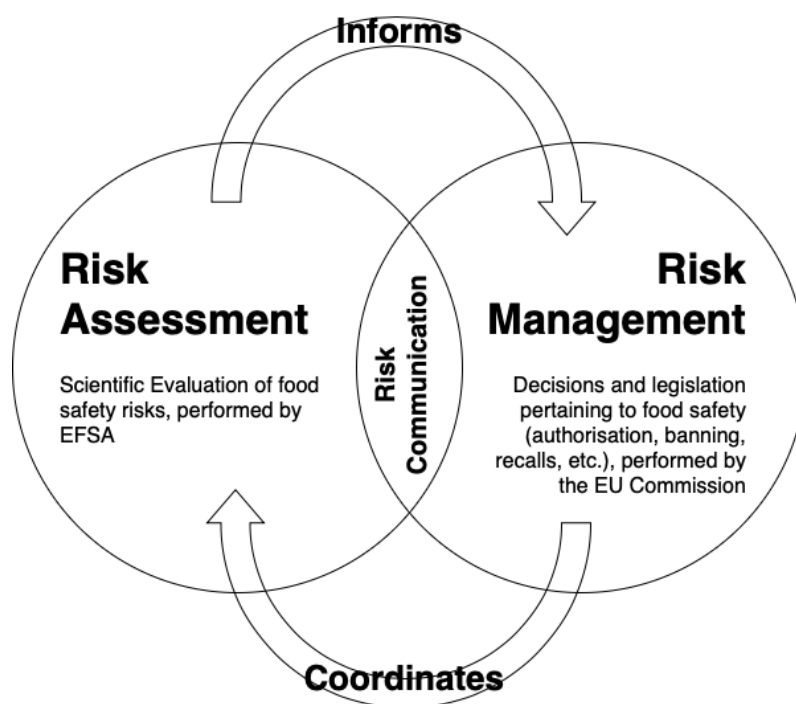 Informs
Risk
Assessment
Scientific Evaluation of food
safety risks, performed by
EFSA
Risk
Communication
Risk
Management
Decisions and legislation
pertaining to food safety
(authorisation, banning,
recalls, etc.), performed by
the EU Commission
Coordinates